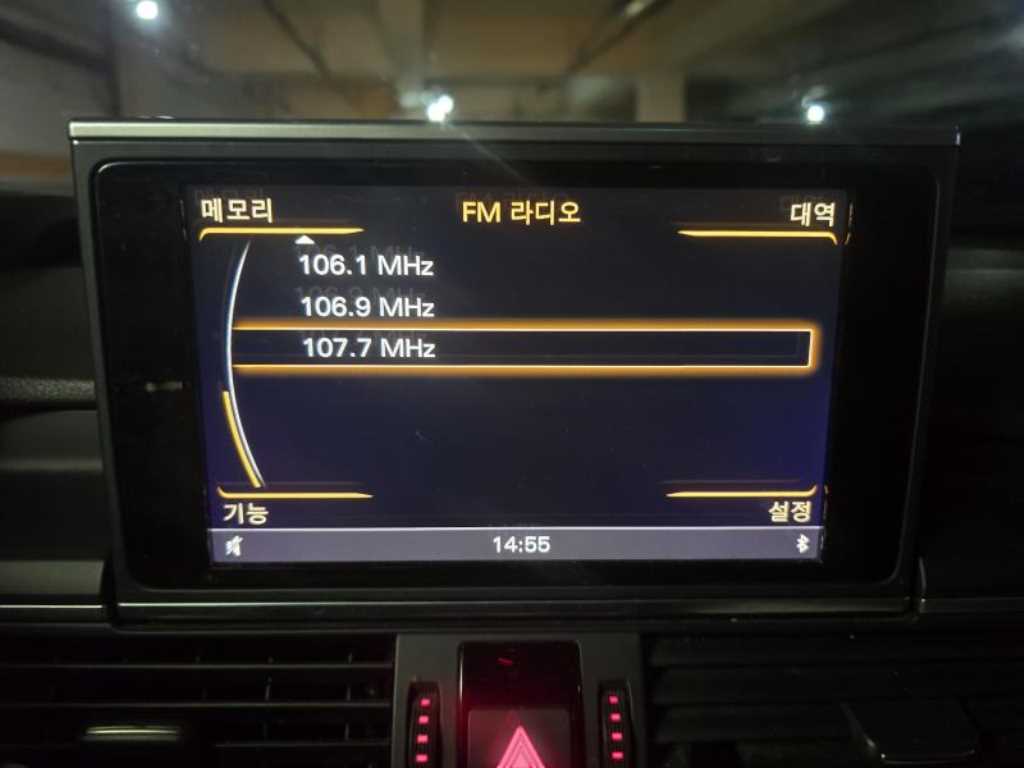 메모리
FM 라디오
대역
106.1 MHz
106.9 MHz
107.7 MHz
기능
설정
14:55